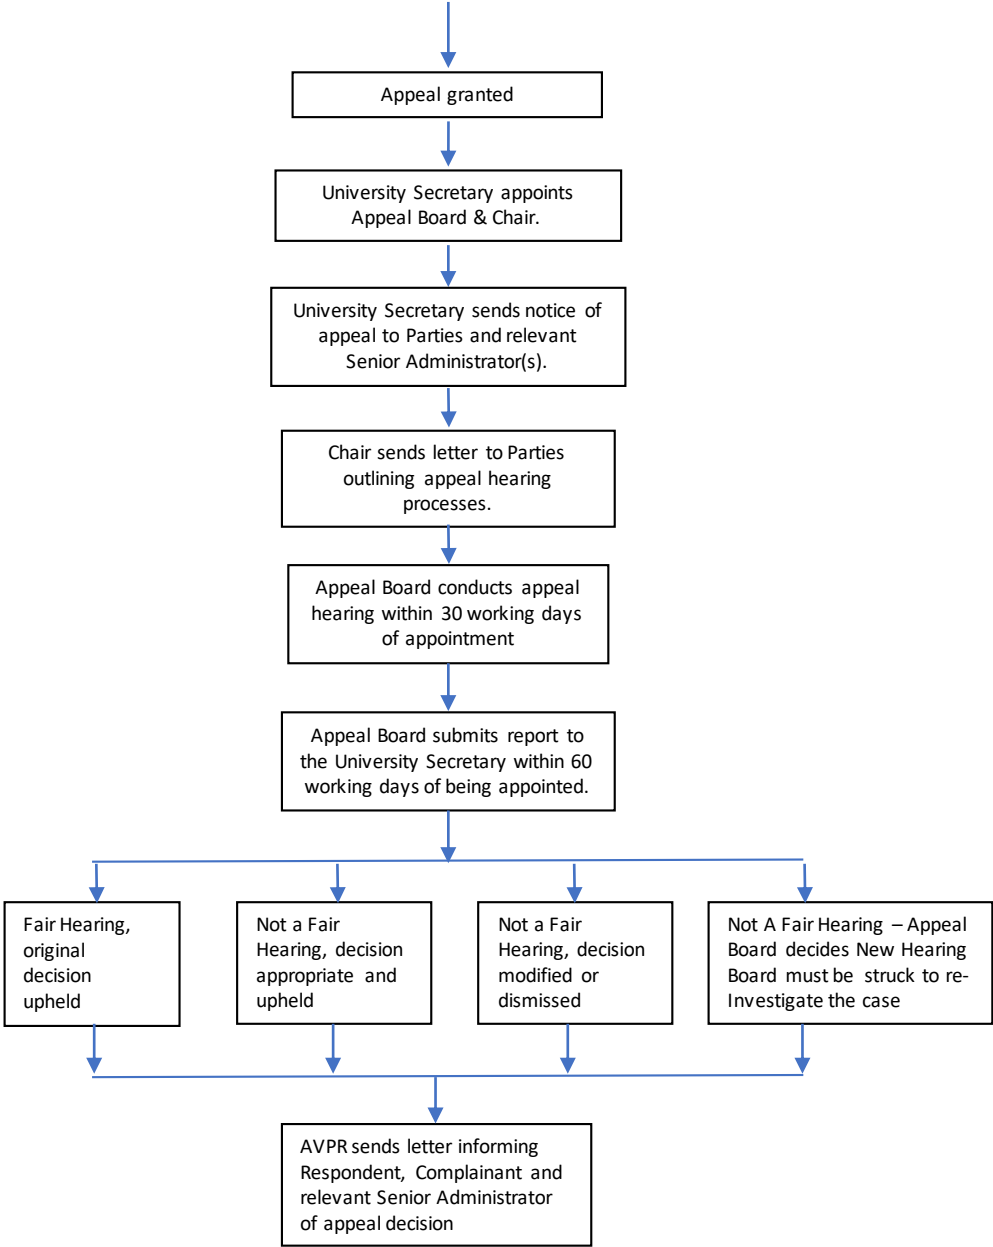 Appeal granted
University Secretary appoints
Appeal Board & Chair.
University Secretary sends notice of
appeal to Parties and relevant
Senior Administrator(s).
Chair sends letter to Parties
outlining appeal hearing
processes.
Appeal Board conducts appeal
hearing within 30 working days
of appointment
Appeal Board submits report to
the University Secretary within 60
working days of being appointed.
Fair Hearing,
original
decision
upheld
Not a Fair
Hearing, decision
appropriate and
upheld
Not a Fair
Hearing, decision
modified or
dismissed
Not A Fair Hearing – Appeal
Board decides New Hearing
Board must be struck to re-
Investigate the case
AVPR sends letter informing
Respondent, Complainant and
relevant Senior Administrator
of appeal decision